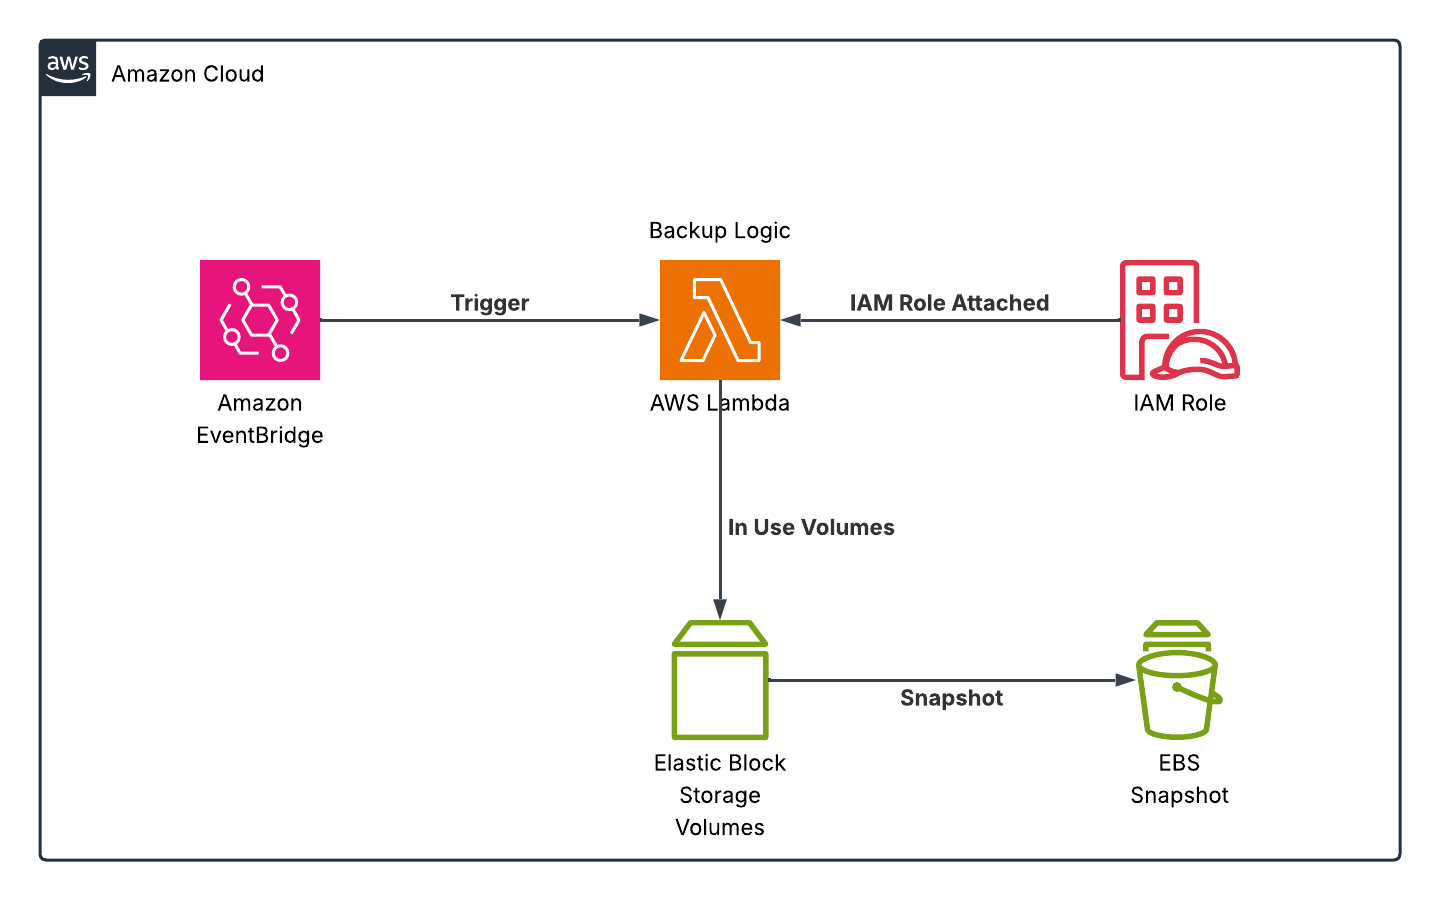 aws
Amazon Cloud
Backup Logic
Trigger
IAM Role Attached
Amazon
EventBridge
AWS Lambda
IAM Role
In Use Volumes
Snapshot
Elastic Block
Storage
Volumes
EBS
Snapshot